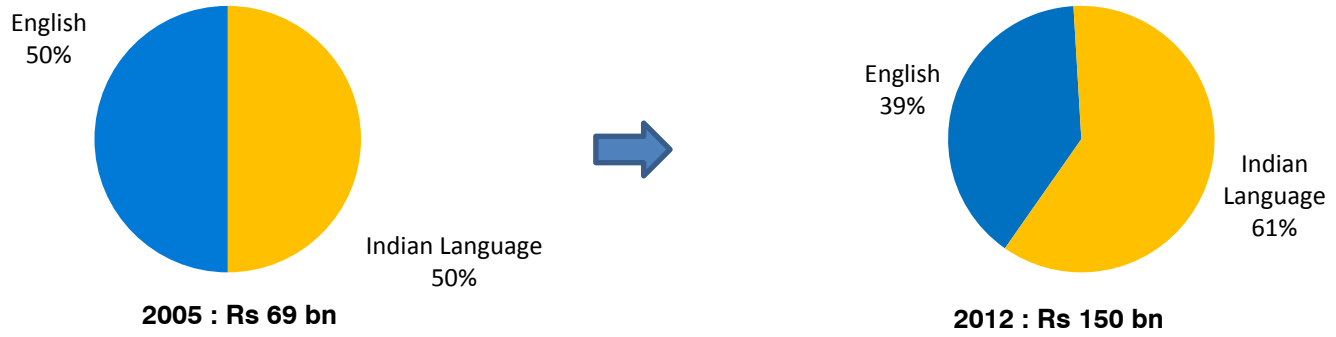 English
50%
Indian Language
50%
2005 : Rs 69 bn
English
39%
Indian
Language
61%
2012 : Rs 150 bn